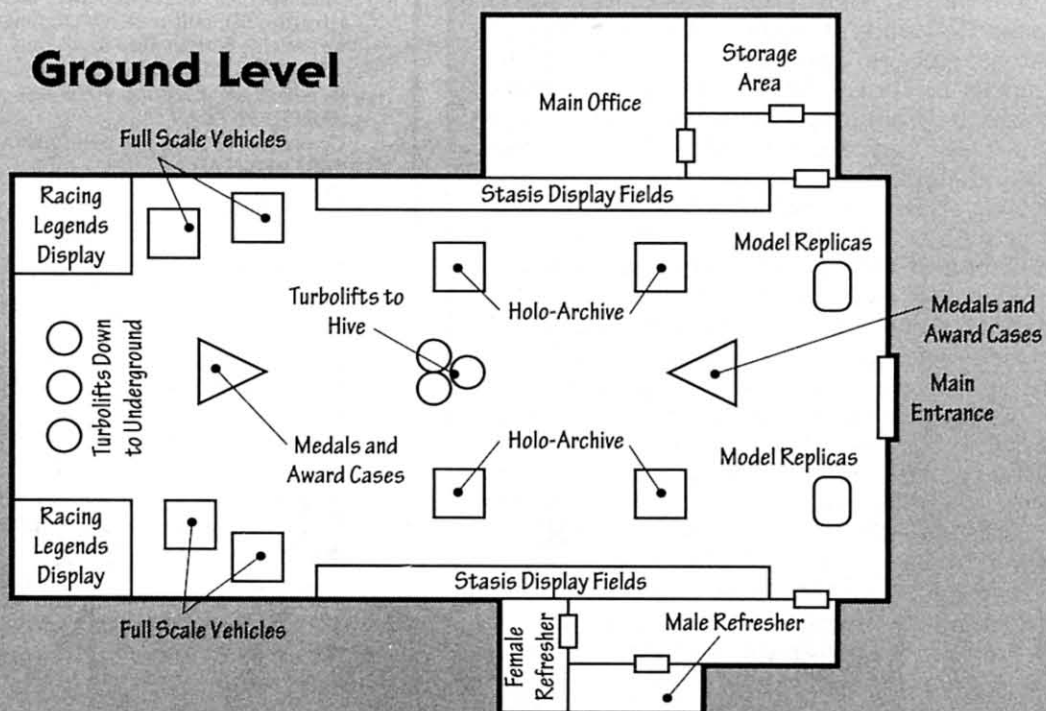 Ground Level
Storage
Area
Main Office
Full Scale Vehicles
Racing
Legends
Display
Stasis Display Fields
Model Replicas
Turbolifts to
Hive
Holo-Archive
Medals and
Award Cases
Turbolifts Down
to Underground
Main
Entrance
Medals and
Award Cases
Holo-Archive
Model Replicas
Racing
Legends
Display
Stasis Display Fields
Full Scale Vehicles
Female
Refresher
Male Refresher